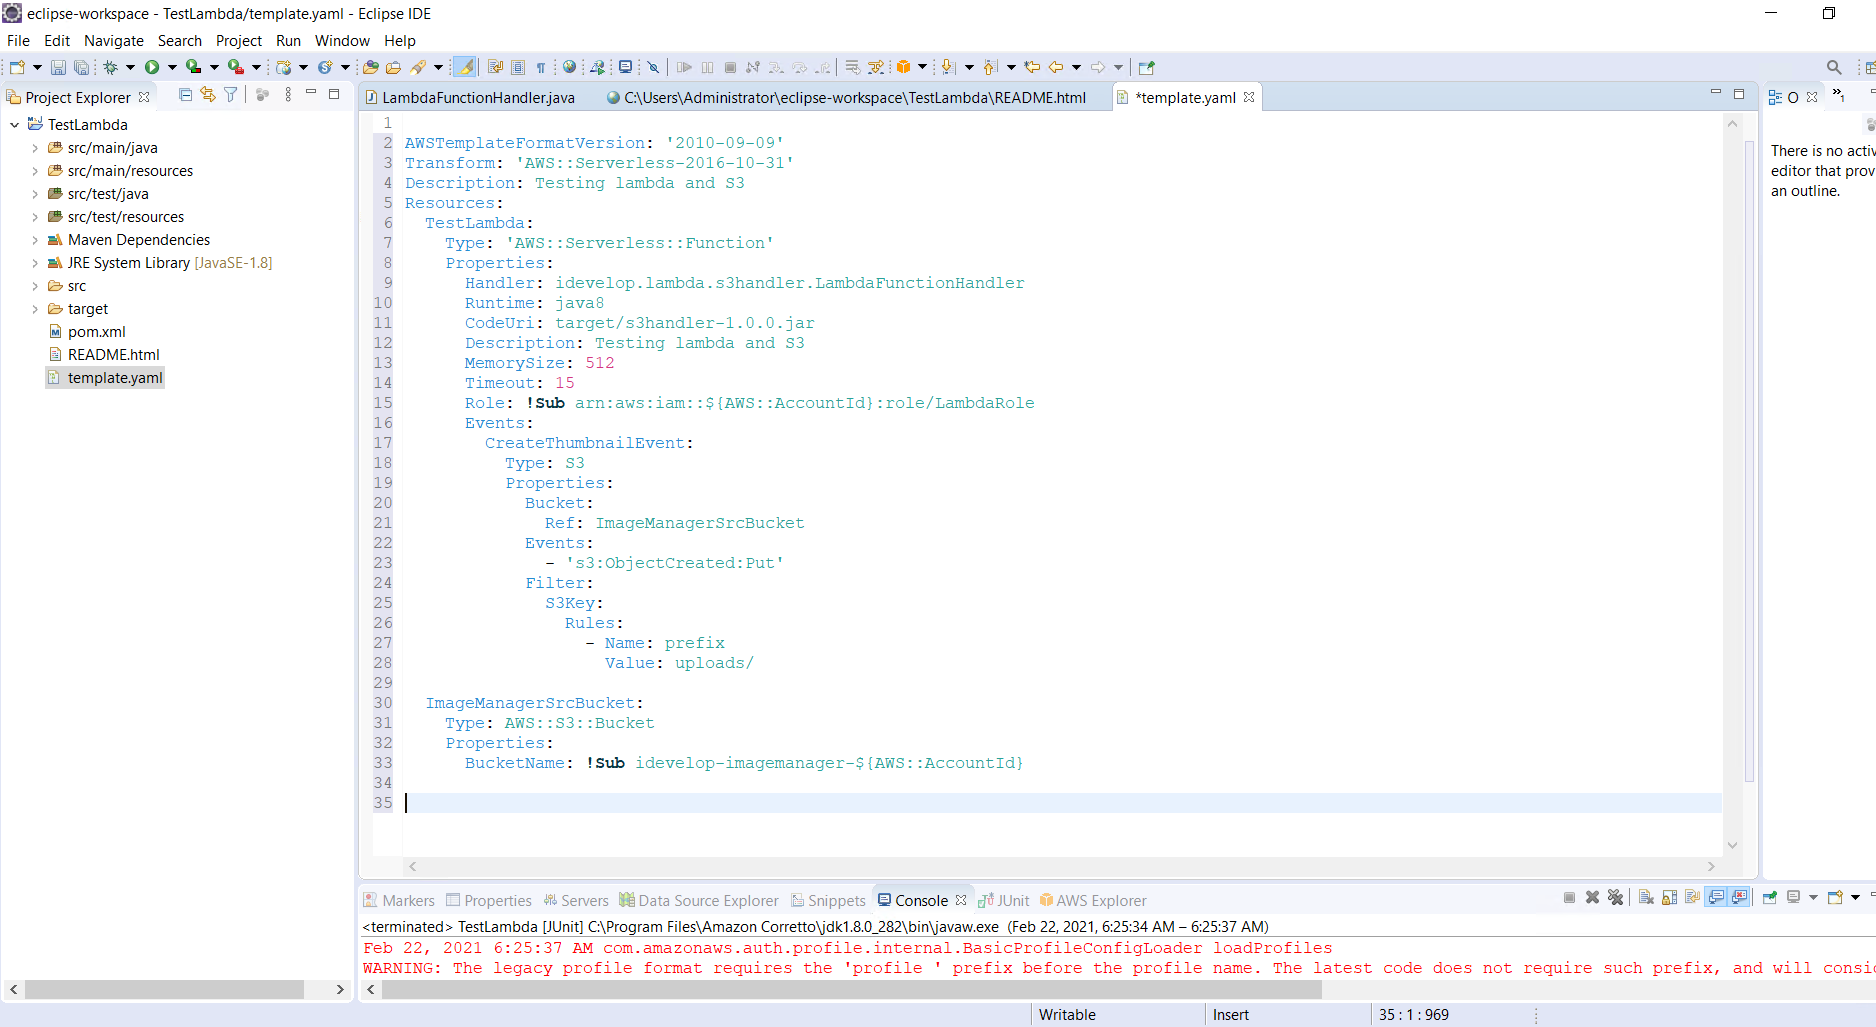 eclipse-workspace - TestLambda/template.yaml - Eclipse IDE
File Edit Navigate Search Project Run Window Help
Project Explorer
TestLambda
src/main/java
src/main/resources
src/test/java
src/test/resources
Maven Dependencies
JRE System Library [JavaSE-1.8]
src
target
pom.xml
README.html
template.yaml
LambdaFunctionHandler.java C:\Users\Administrator\eclipse-workspace\TestLambda\README.html *template.yaml
1
2 AWSTemplateFormatVersion: '2010-09-09'
3 Transform: 'AWS::Serverless-2016-10-31'
4 Description: Testing lambda and S3
5 Resources:
6   TestLambda:
7     Type: 'AWS::Serverless::Function'
8     Properties:
9       Handler: idevelop.lambda.s3handler.LambdaFunctionHandler
10       Runtime: java8
11       CodeUri: target/s3handler-1.0.0.jar
12       Description: Testing lambda and S3
13       MemorySize: 512
14       Timeout: 15
15       Role: !Sub arn:aws:iam::${AWS::AccountId}:role/LambdaRole
16       Events:
17         CreateThumbnailEvent:
18           Type: S3
19           Properties:
20             Bucket:
21               Ref: ImageManagerSrcBucket
22             Events:
23               - 's3:ObjectCreated:Put'
24             Filter:
25               S3Key:
26                 Rules:
27                   - Name: prefix
28                     Value: uploads/
29
30   ImageManagerSrcBucket:
31     Type: AWS::S3::Bucket
32     Properties:
33       BucketName: !Sub idevelop-imagemanager-${AWS::AccountId}
34
35
O »1
There is no activ
editor that prov
an outline.
Markers Properties Servers Data Source Explorer Snippets Console JUnit AWS Explorer
<terminated> TestLambda [JUnit] C:\Program Files\Amazon Corretto\jdk1.8.0_282\bin\javaw.exe (Feb 22, 2021, 6:25:34 AM – 6:25:37 AM)
Feb 22, 2021 6:25:37 AM com.amazonaws.auth.profile.internal.BasicProfileConfigLoader loadProfiles
WARNING: The legacy profile format requires the 'profile ' prefix before the profile name. The latest code does not require such prefix, and will consi
Writable Insert 35 : 1 : 969